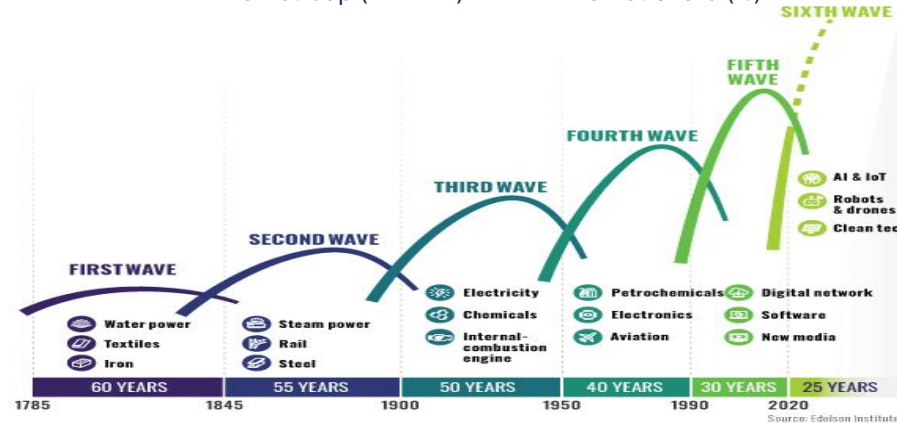 SIXTH WAVE
FIFTH
WAVE
FOURTH WAVE
THIRD WAVE
SECOND WAVE
FIRST WAVE
AI & IoT
Robots
& drones
Clean tec
Water power
Textiles
Iron
Steam power
Rail
Steel
Electricity
Chemicals
Internal-
combustion
engine
Petrochemicals
Electronics
Aviation
Digital network
Software
New media
60 YEARS
55 YEARS
50 YEARS
40 YEARS
30 YEARS
25 YEARS
1785
1845
1900
1950
1990
2020
Source: Edelson Institute